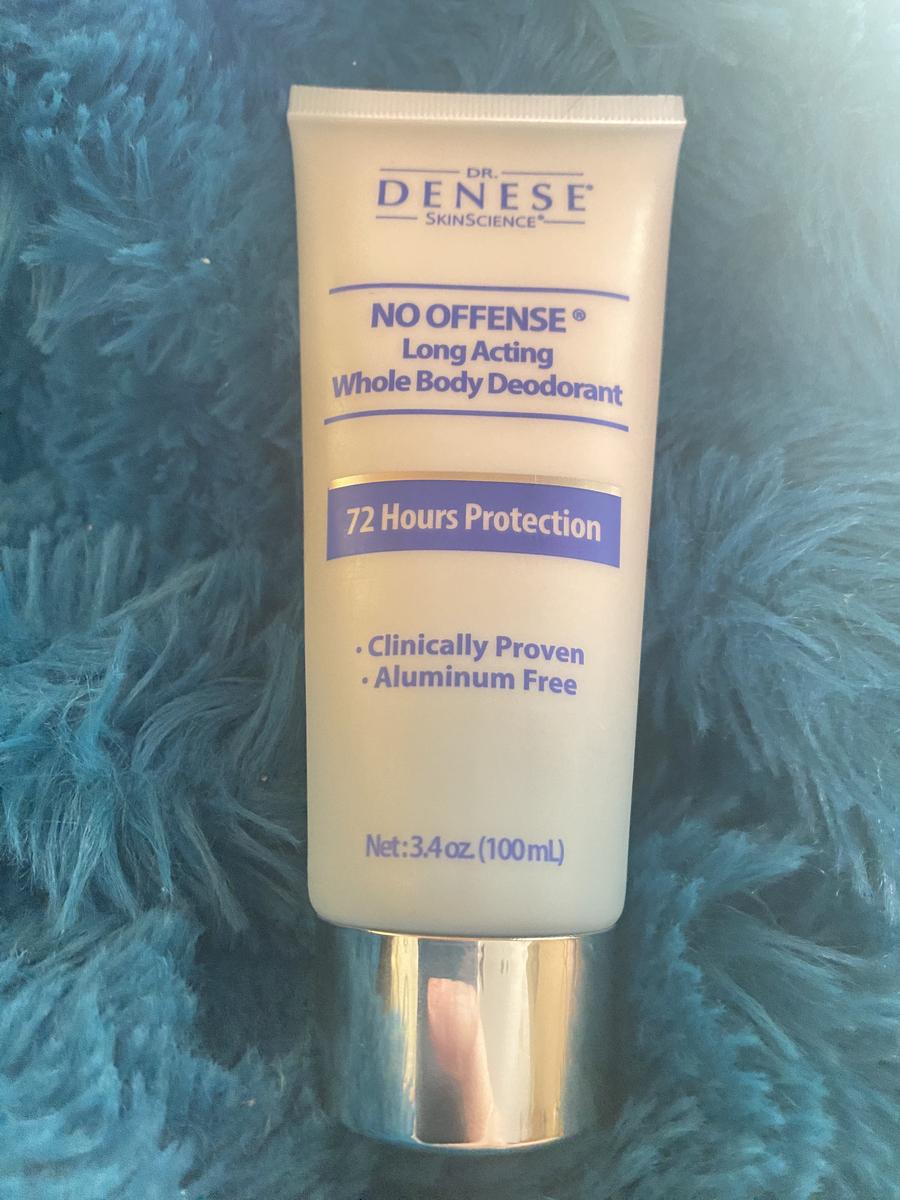 DR.
DENESE®
SKINSCIENCE®
NO OFFENSE ®
Long Acting
Whole Body Deodorant
72 Hours Protection
• Clinically Proven
• Aluminum Free
Net: 3.4 oz. (100 mL)